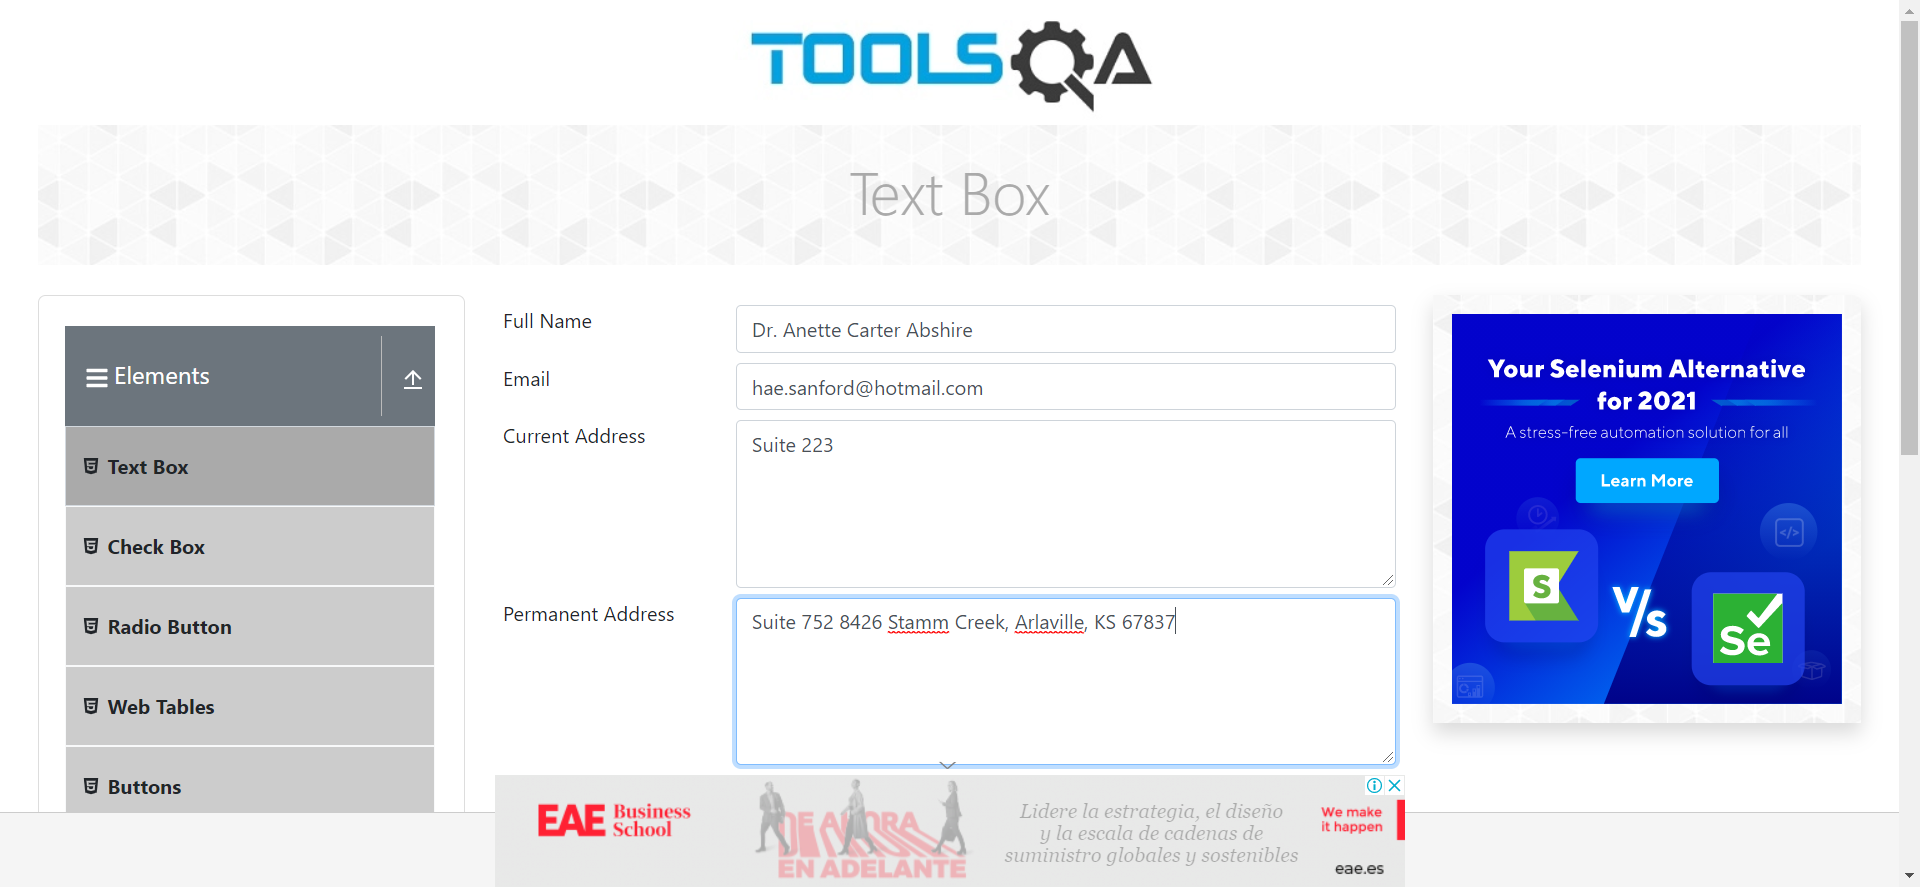 TOOLSQA
Text Box
Elements
Text Box
Check Box
Radio Button
Web Tables
Buttons
Full Name
Dr. Anette Carter Abshire
Email
hae.sanford@hotmail.com
Current Address
Suite 223
Permanent Address
Suite 752 8426 Stamm Creek, Arlaville, KS 67837
Your Selenium Alternative
for 2021
A stress-free automation solution for all
Learn More
S
V/s
Se
EAE Business
School
DE AHORA
EN ADELANTE
Lidere la estrategia, el diseño
y la escala de cadenas de
suministro globales y sostenibles
We make
it happen
eae.es